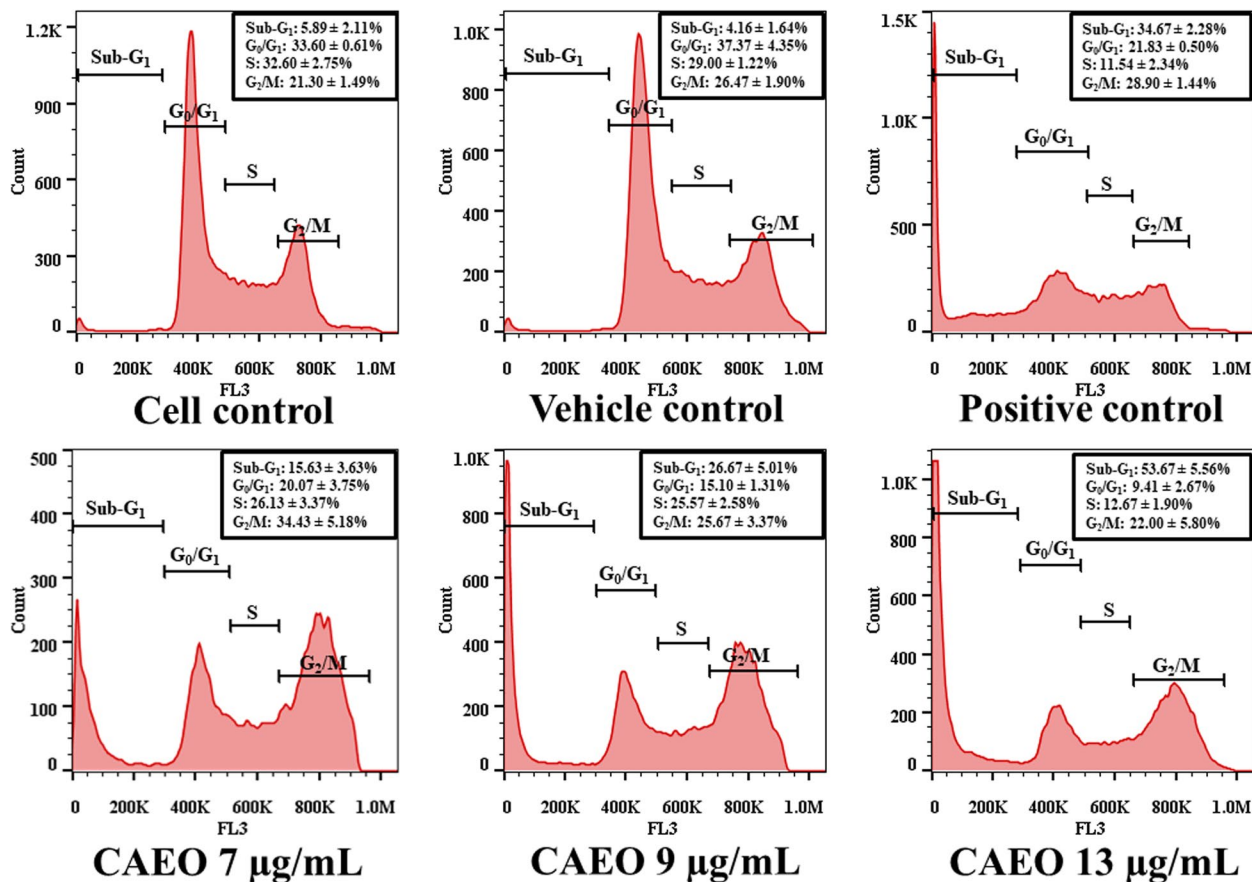 Sub-G₁: 5.89 ± 2.11%
G₀/G₁: 33.60 ± 0.61%
S: 32.60 ± 2.75%
G₂/M: 21.30 ± 1.49%
1.2K
900
600
300
0
Count
Sub-G₁
G₀/G₁
S
G₂/M
0 200K 400K 600K 800K 1.0M
FL3
Cell control
Sub-G₁: 4.16 ± 1.64%
G₀/G₁: 37.37 ± 4.35%
S: 29.00 ± 1.22%
G₂/M: 26.47 ± 1.90%
1.0K
800
600
400
200
0
Count
Sub-G₁
G₀/G₁
S
G₂/M
0 200K 400K 600K 800K 1.0M
FL3
Vehicle control
Sub-G₁: 34.67 ± 2.28%
G₀/G₁: 21.83 ± 0.50%
S: 11.54 ± 2.34%
G₂/M: 28.90 ± 1.44%
1.5K
1.0K
500
0
Count
Sub-G₁
G₀/G₁
S
G₂/M
0 200K 400K 600K 800K 1.0M
FL3
Positive control
Sub-G₁: 15.63 ± 3.63%
G₀/G₁: 20.07 ± 3.75%
S: 26.13 ± 3.37%
G₂/M: 34.43 ± 5.18%
500
400
300
200
100
0
Count
Sub-G₁
G₀/G₁
S
G₂/M
0 200K 400K 600K 800K 1.0M
FL3
CAEO 7 µg/mL
Sub-G₁: 26.67 ± 5.01%
G₀/G₁: 15.10 ± 1.31%
S: 25.57 ± 2.58%
G₂/M: 25.67 ± 3.37%
1.0K
800
600
400
200
0
Count
Sub-G₁
G₀/G₁
S
G₂/M
0 200K 400K 600K 800K 1.0M
FL3
CAEO 9 µg/mL
Sub-G₁: 53.67 ± 5.56%
G₀/G₁: 9.41 ± 2.67%
S: 12.67 ± 1.90%
G₂/M: 22.00 ± 5.80%
1.0K
800
600
400
200
0
Count
Sub-G₁
G₀/G₁
S
G₂/M
0 200K 400K 600K 800K 1.0M
FL3
CAEO 13 µg/mL